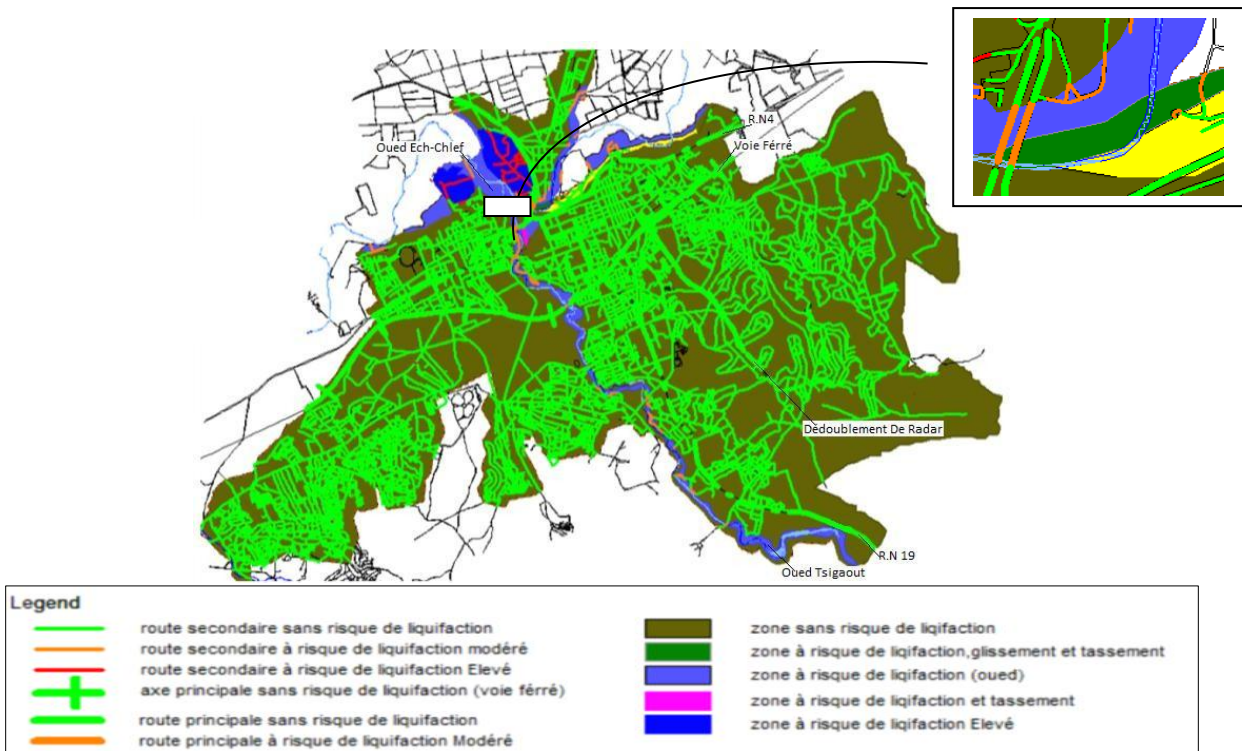 R.N4
Oued Ech-Chlef
Voie Férré
Dédoublement De Radar
R.N 19
Oued Tsigaout
Legend
route secondaire sans risque de liquifaction
route secondaire à risque de liquifaction modéré
route secondaire à risque de liquifaction Elevé
axe principale sans risque de liquifaction (voie férré)
route principale sans risque de liquifaction
route principale à risque de liquifaction Modéré
zone sans risque de liqifaction
zone à risque de liqifaction,glissement et tassement
zone à risque de liqifaction (oued)
zone à risque de liqifaction et tassement
zone à risque de liqifaction Elevé